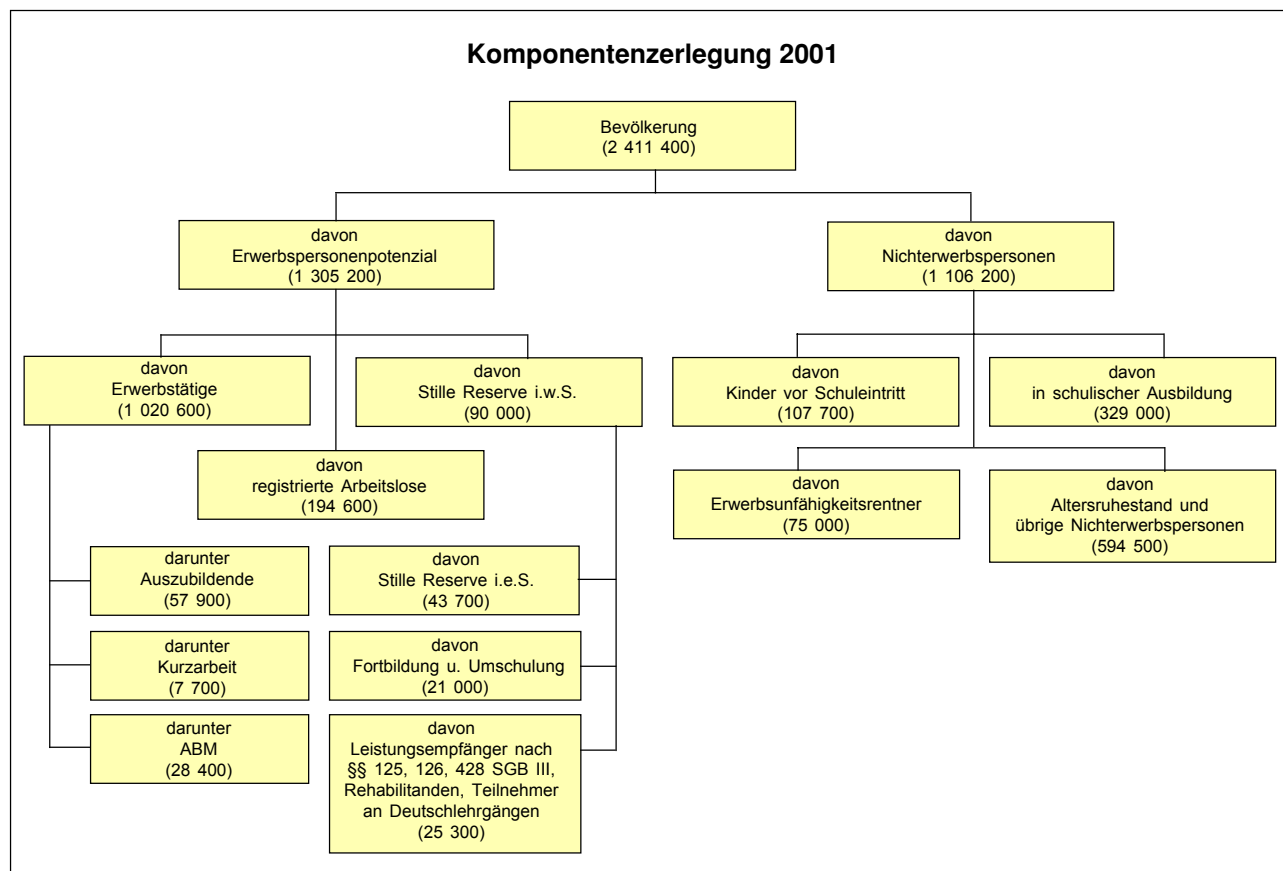 Komponentenzerlegung 2001
Bevölkerung
(2 411 400)
davon
Erwerbspersonenpotenzial
(1 305 200)
davon
Nichterwerbspersonen
(1 106 200)
davon
Erwerbstätige
(1 020 600)
davon
Stille Reserve i.w.S.
(90 000)
davon
Kinder vor Schuleintritt
(107 700)
davon
in schulischer Ausbildung
(329 000)
davon
registrierte Arbeitslose
(194 600)
davon
Erwerbsunfähigkeitsrentner
(75 000)
davon
Altersruhestand und
übrige Nichterwerbspersonen
(594 500)
darunter
Auszubildende
(57 900)
davon
Stille Reserve i.e.S.
(43 700)
darunter
Kurzarbeit
(7 700)
davon
Fortbildung u. Umschulung
(21 000)
darunter
ABM
(28 400)
davon
Leistungsempfänger nach
§§ 125, 126, 428 SGB III,
Rehabilitanden, Teilnehmer
an Deutschlehrgängen
(25 300)